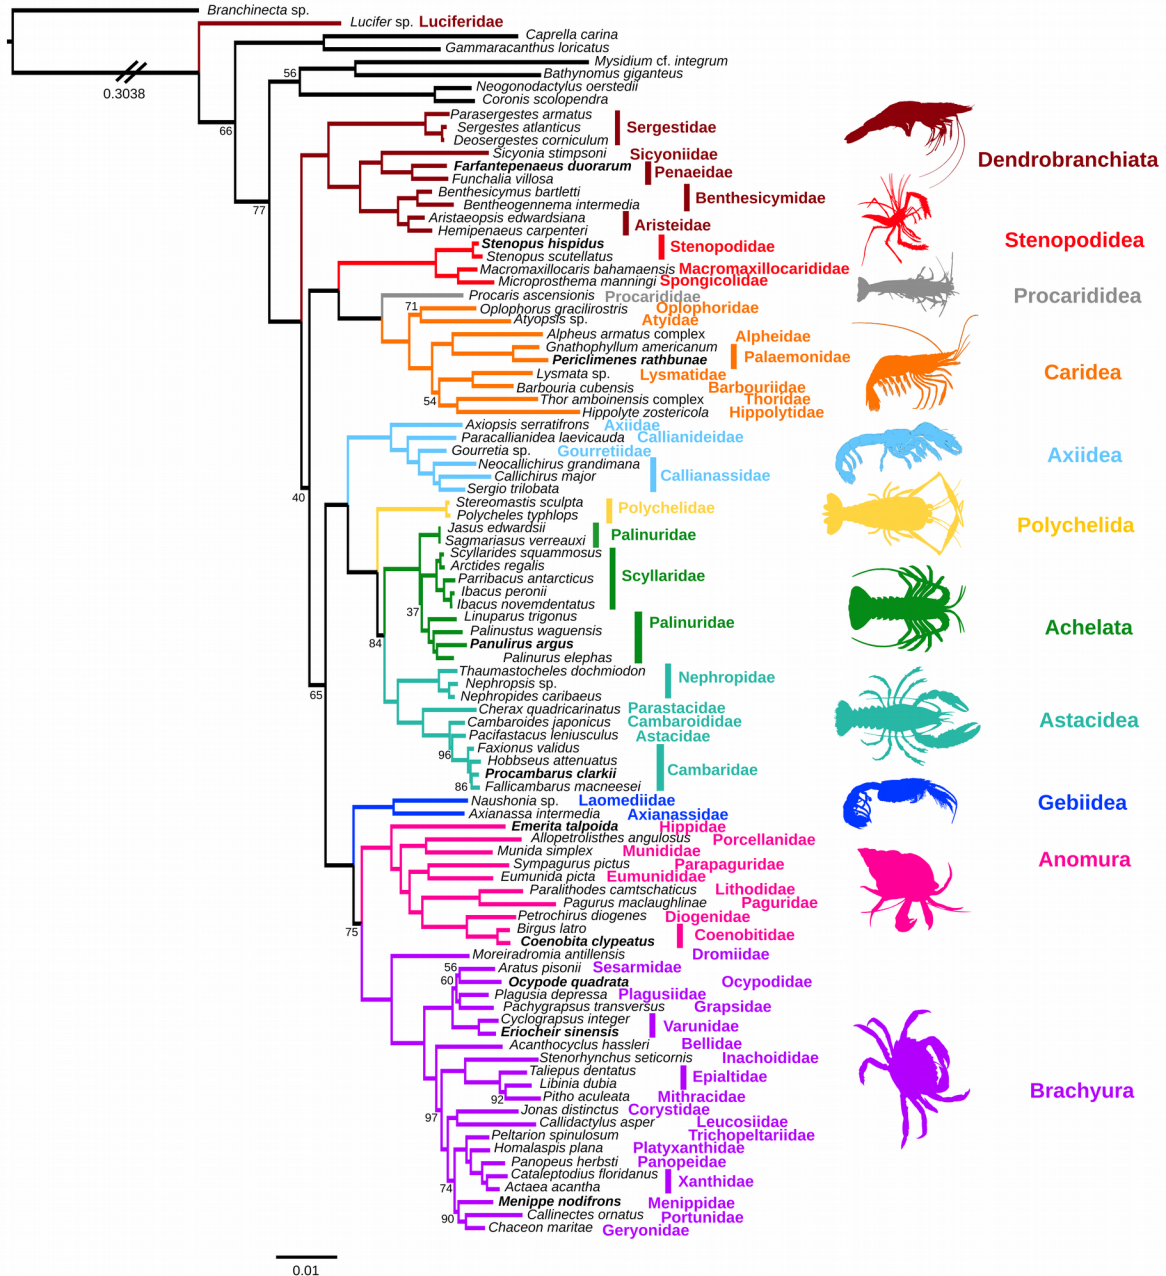 Branchinecta sp.
Lucifer sp. Luciferidae
Caprella carina
Gammaracanthus loricatus
Mysidium cf. integrum
56
Bathynomus giganteus
Neogonodactylus oerstedii
0.3038
Coronis scolopendra
66
Parasergestes armatus
Sergestes atlanticus Sergestidae
Deosergestes corniculum
Sicyonia stimpsoni Sicyoniidae
Dendrobranchiata
Farfantepenaeus duorarum
Penaeidae
Funchalia villosa
Benthesicymus bartletti
Benthesicymidae
Bentheogennema intermedia
77
Aristaeopsis edwardsiana
Aristeidae
Hemipenaeus carpenteri
Stenopodidea
Stenopus hispidus
Stenopodidae
Stenopus scutellatus
Macromaxillocaris bahamaensis Macromaxillocarididae
Microprosthema manningi Spongicolidae
Procaris ascensionis Procarididae
Procarididea
71 Oplophorus gracilirostris Oplophoridae
Atyopsis sp. Atyidae
Alpheus armatus complex Alpheidae
Gnathophyllum americanum
Palaemonidae
Periclimenes rathbunae
Lysmata sp. Lysmatidae
Caridea
Barbouria cubensis Barbouriidae
54 Thor amboinensis complex Thoridae
Hippolyte zostericola Hippolytidae
Axiopsis serratifrons Axiidae
Paracallianidea laevicauda Callianideidae
Gourretia sp. Gourretiidae
Axiidea
Neocallichirus grandimana
Callichirus major Callianassidae
Sergio trilobata
40
Stereomastis sculpta
Polychelidae
Polycheles typhlops
Polychelida
Jasus edwardsii
Palinuridae
Sagmariasus verreauxi
Scyllarides squammosus
Arctides regalis
Parribacus antarcticus Scyllaridae
Ibacus peronii
Ibacus novemdentatus
37
Linuparus trigonus
Palinuridae
Achelata
Palinustus waguensis
84 Panulirus argus
Palinurus elephas
Thaumastocheles dochmiodon
Nephropidae
Nephropsis sp.
65 Nephropides caribaeus
Cherax quadricarinatus Parastacidae
Cambaroides japonicus Cambaroididae
Astacidea
Pacifastacus leniusculus Astacidae
96 Faxionus validus
Hobbseus attenuatus
Cambaridae
Procambarus clarkii
86 Fallicambarus macneesei
Naushonia sp. Laomediidae
Gebiidea
Axianassa intermedia Axianassidae
Emerita talpoida Hippidae
Allopetrolisthes angulosus Porcellanidae
Munida simplex Munididae
Anomura
Sympagurus pictus Parapaguridae
Eumunida picta Eumunididae
Paralithodes camtschaticus Lithodidae
Pagurus maclaughlinae Paguridae
Petrochirus diogenes Diogenidae
75 Birgus latro
Coenobitidae
Coenobita clypeatus
Moreiradromia antillensis Dromiidae
56 Aratus pisonii Sesarmidae
60 Ocypode quadrata Ocypodidae
Plagusia depressa Plagusiidae
Pachygrapsus transversus Grapsidae
Cyclograpsus integer
Varunidae
Eriocheir sinensis
Acanthocyclus hassleri Bellidae
Stenorhynchus seticornis Inachoididae
Taliepus dentatus
Epialtidae
Libinia dubia
Brachyura
92 Pitho aculeata Mithracidae
Jonas distinctus Corystidae
97
Callidactylus asper Leucosiidae
Peltarion spinulosum Trichopeltariidae
Homalaspis plana Platyxanthidae
Panopeus herbsti Panopeidae
Cataleptodius floridanus
Xanthidae
74 Actaea acantha
Menippe nodifrons Menippidae
90 Callinectes ornatus Portunidae
Chaceon maritae Geryonidae
0.01